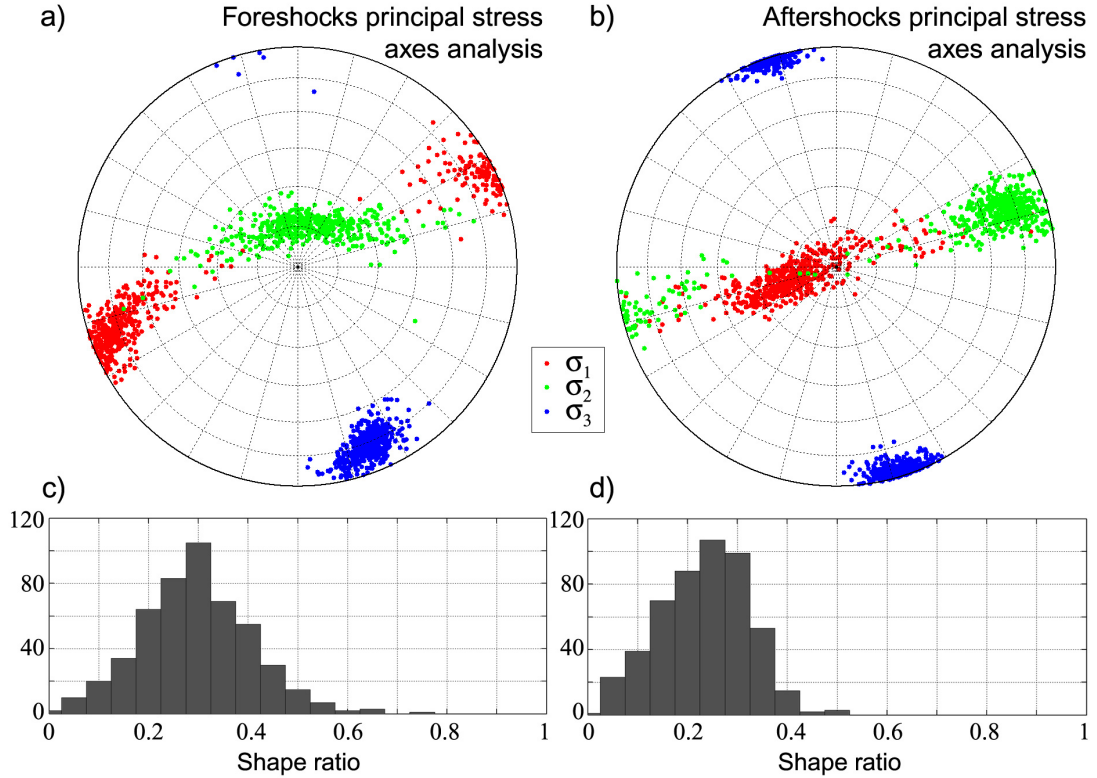 a)
Foreshocks principal stress
axes analysis
b)
Aftershocks principal stress
axes analysis
σ1
σ2
σ3
c)
120
80
40
0
0 0.2 0.4 0.6 0.8 1
Shape ratio
d)
120
80
40
0
0 0.2 0.4 0.6 0.8 1
Shape ratio